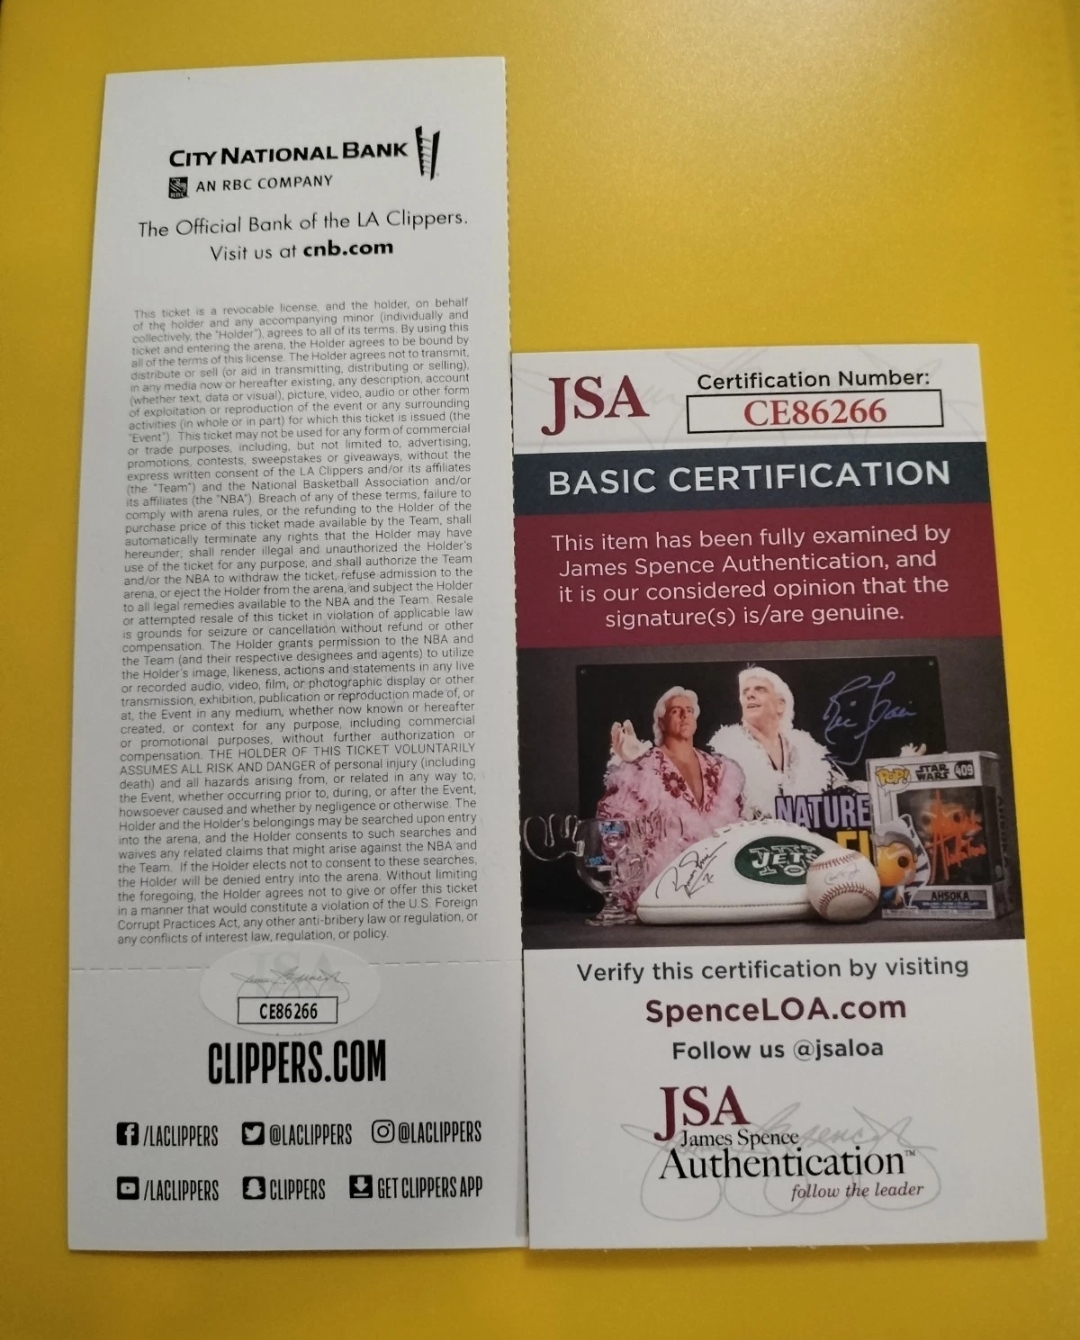 CITY NATIONAL BANK
RBC AN RBC COMPANY
The Official Bank of the LA Clippers.
Visit us at cnb.com
This ticket is a revocable license, and the holder, on behalf
of the holder and any accompanying minor (individually and
collectively, the "Holder"), agrees to all of its terms. By using this
ticket and entering the arena, the Holder agrees to be bound by
all of the terms of this license. The Holder agrees not to transmit,
distribute or sell (or aid in transmitting, distributing or selling),
in any media now or hereafter existing, any description, account
(whether text, data or visual), picture, video, audio or other form
of exploitation or reproduction of the event or any surrounding
activities (in whole or in part) for which this ticket is issued (the
"Event"). This ticket may not be used for any form of commercial
or trade purposes, including, but not limited to, advertising,
promotions, contests, sweepstakes or giveaways, without the
express written consent of the LA Clippers and/or its affiliates
(the "Team") and the National Basketball Association and/or
its affiliates (the "NBA"). Breach of any of these terms, failure to
comply with arena rules, or the refunding to the Holder of the
purchase price of this ticket made available by the Team, shall
automatically terminate any rights that the Holder may have
hereunder; shall render illegal and unauthorized the Holder's
use of the ticket for any purpose, and shall authorize the Team
and/or the NBA to withdraw the ticket, refuse admission to the
arena, or eject the Holder from the arena, and subject the Holder
to all legal remedies available to the NBA and the Team. Resale
or attempted resale of this ticket in violation of applicable law
is grounds for seizure or cancellation without refund or other
compensation. The Holder grants permission to the NBA and
the Team (and their respective designees and agents) to utilize
the Holder's image, likeness, actions and statements in any live
or recorded audio, video, film, or photographic display or other
transmission, exhibition, publication or reproduction made of, or
at, the Event in any medium, whether now known or hereafter
created, or context for any purpose, including commercial
or promotional purposes, without further authorization or
compensation. THE HOLDER OF THIS TICKET VOLUNTARILY
ASSUMES ALL RISK AND DANGER of personal injury (including
death) and all hazards arising from, or related in any way to,
the Event, whether occurring prior to, during, or after the Event,
howsoever caused and whether by negligence or otherwise. The
Holder and the Holder's belongings may be searched upon entry
into the arena, and the Holder consents to such searches and
waives any related claims that might arise against the NBA and
the Team. If the Holder elects not to consent to these searches,
the Holder will be denied entry into the arena. Without limiting
the foregoing, the Holder agrees not to give or offer this ticket
in a manner that would constitute a violation of the U.S. Foreign
Corrupt Practices Act, any other anti-bribery law or regulation, or
any conflicts of interest law, regulation, or policy.
JSA
CE86266
CLIPPERS.COM
/LACLIPPERS @LACLIPPERS @LACLIPPERS
/LACLIPPERS CLIPPERS GET CLIPPERS APP
JSA
Certification Number:
CE86266
BASIC CERTIFICATION
This item has been fully examined by
James Spence Authentication, and
it is our considered opinion that the
signature(s) is/are genuine.
Ric Flair
NATURE
POP! STAR WARS 409
JETS
AHSOKA
Verify this certification by visiting
SpenceLOA.com
Follow us @jsaloa
JSA
James Spence
Authentication™
follow the leader